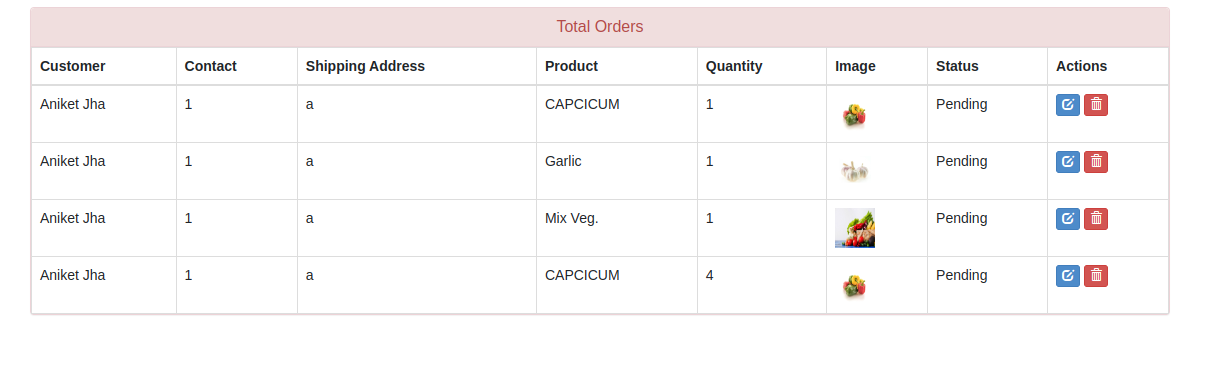 Total Orders
Customer Contact Shipping Address Product Quantity Image Status Actions
Aniket Jha 1 a CAPCICUM 1 Pending
Aniket Jha 1 a Garlic 1 Pending
Aniket Jha 1 a Mix Veg. 1 Pending
Aniket Jha 1 a CAPCICUM 4 Pending